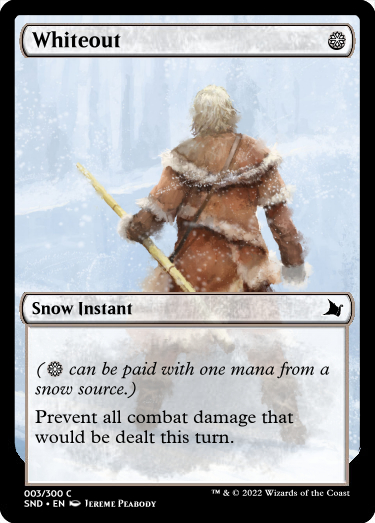 Whiteout
Snow Instant
( can be paid with one mana from a
snow source.)
Prevent all combat damage that
would be dealt this turn.
003/300 C
SND • EN JEREME PEABODY
™ & © 2022 Wizards of the Coast